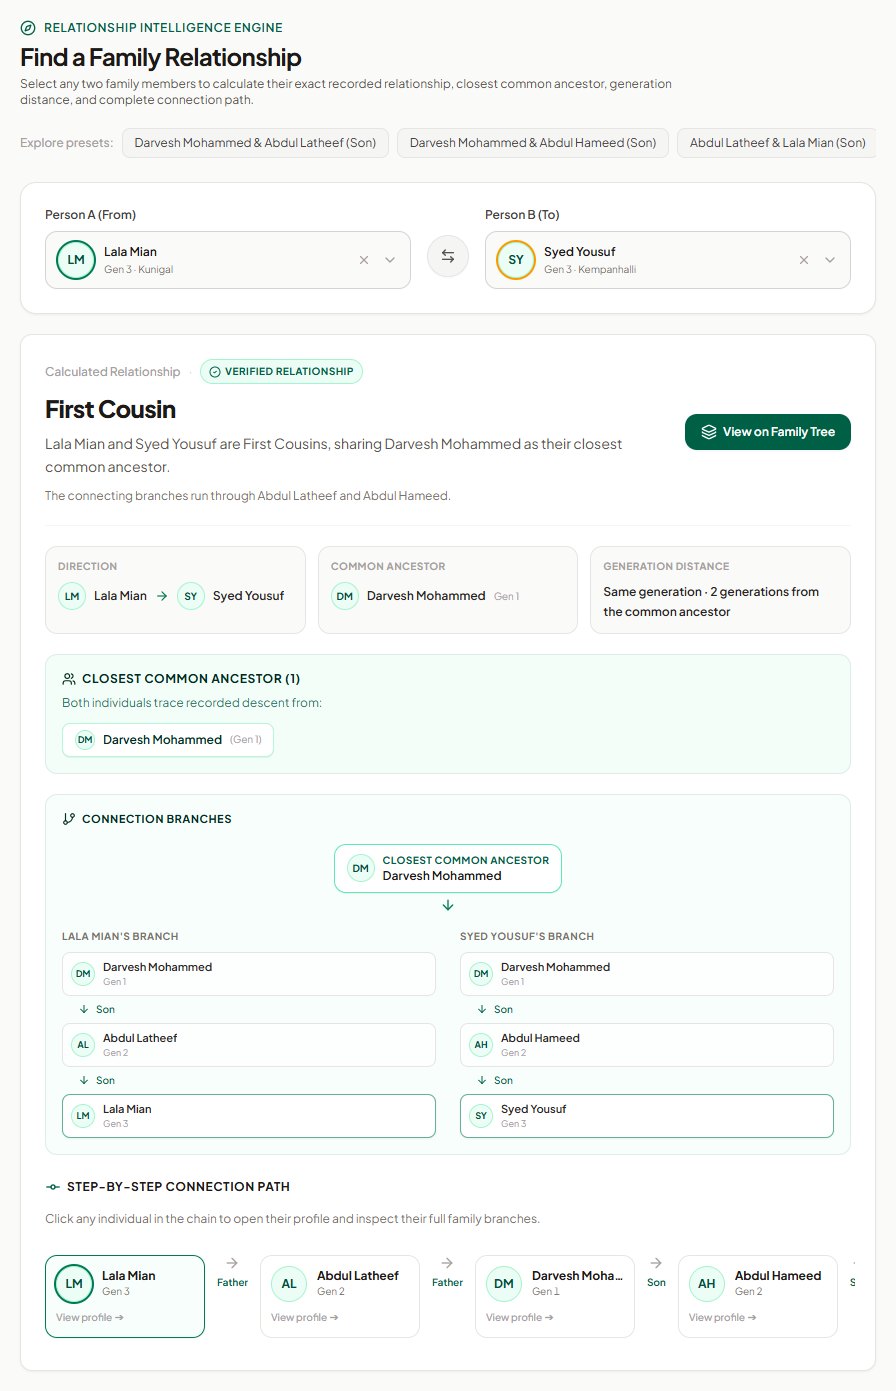 RELATIONSHIP INTELLIGENCE ENGINE
Find a Family Relationship
Select any two family members to calculate their exact recorded relationship, closest common ancestor, generation
distance, and complete connection path.
Explore presets: Darvesh Mohammed & Abdul Latheef (Son) Darvesh Mohammed & Abdul Hameed (Son) Abdul Latheef & Lala Mian (Son)
Person A (From) Person B (To)
LM Lala Mian SY Syed Yousuf
Gen 3 · Kunigal Gen 3 · Kempanhalli
Calculated Relationship · VERIFIED RELATIONSHIP
First Cousin
Lala Mian and Syed Yousuf are First Cousins, sharing Darvesh Mohammed as their closest
common ancestor.
View on Family Tree
The connecting branches run through Abdul Latheef and Abdul Hameed.
DIRECTION
LM Lala Mian → SY Syed Yousuf
COMMON ANCESTOR
DM Darvesh Mohammed Gen 1
GENERATION DISTANCE
Same generation · 2 generations from
the common ancestor
CLOSEST COMMON ANCESTOR (1)
Both individuals trace recorded descent from:
DM Darvesh Mohammed (Gen 1)
CONNECTION BRANCHES
DM CLOSEST COMMON ANCESTOR
Darvesh Mohammed
↓
LALA MIAN'S BRANCH
DM Darvesh Mohammed
Gen 1
↓ Son
AL Abdul Latheef
Gen 2
↓ Son
LM Lala Mian
Gen 3
SYED YOUSUF'S BRANCH
DM Darvesh Mohammed
Gen 1
↓ Son
AH Abdul Hameed
Gen 2
↓ Son
SY Syed Yousuf
Gen 3
STEP-BY-STEP CONNECTION PATH
Click any individual in the chain to open their profile and inspect their full family branches.
LM Lala Mian
Gen 3
View profile →
→
Father
AL Abdul Latheef
Gen 2
View profile →
→
Father
DM Darvesh Moha...
Gen 1
View profile →
→
Son
AH Abdul Hameed
Gen 2
View profile →